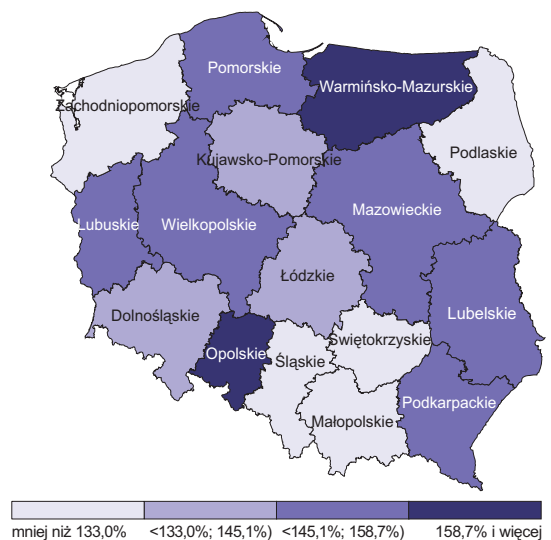 Pomorskie
Warmińsko-Mazurskie
Zachodniopomorskie
Kujawsko-Pomorskie
Podlaskie
Lubuskie
Wielkopolskie
Mazowieckie
Łódzkie
Dolnośląskie
Lubelskie
Opolskie
Śląskie
Świętokrzyskie
Małopolskie
Podkarpackie
mniej niż 133,0% <133,0%; 145,1%) <145,1%; 158,7%) 158,7% i więcej